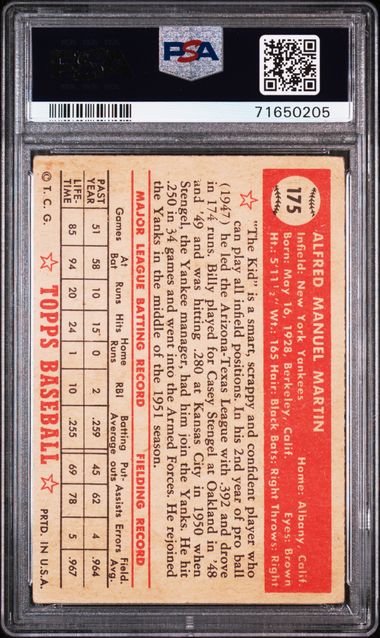 PSA
PSA
71650205
175
ALFRED MANUEL MARTIN
Infield: New York Yankees Home: Albany, Calif.
Born: May 16, 1928, Berkeley, Calif. Eyes: Brown
Ht.: 5'11½" Wt.: 165 Hair: Black Bats: Right Throws: Right
"The Kid" is a smart, scrappy and confident player who
can play all infield positions. In his 2nd year of pro ball
(1947) he led the Arizona-Texas League with .392 and drove
in 174 runs. Billy played for Casey Stengel at Oakland in '48
and '49 and was hitting .280 at Kansas City in 1950 when
Stengel, the Yankee manager, had him join the Yanks. He hit
.250 in 34 games and went into the Armed Forces. He rejoined
the Yanks in the middle of the 1951 season.
MAJOR LEAGUE BATTING RECORD FIELDING RECORD
Games At Bat Runs Hits Home Runs RBI Batting Average Put-outs Assists Errors Field. Avg.
PAST YEAR 51 58 10 15 0 2 .259 45 62 4 .964
LIFE-TIME 85 94 20 24 1 10 .255 69 78 5 .967
© T. C. G. TOPPS BASEBALL PRTD. IN U.S.A.